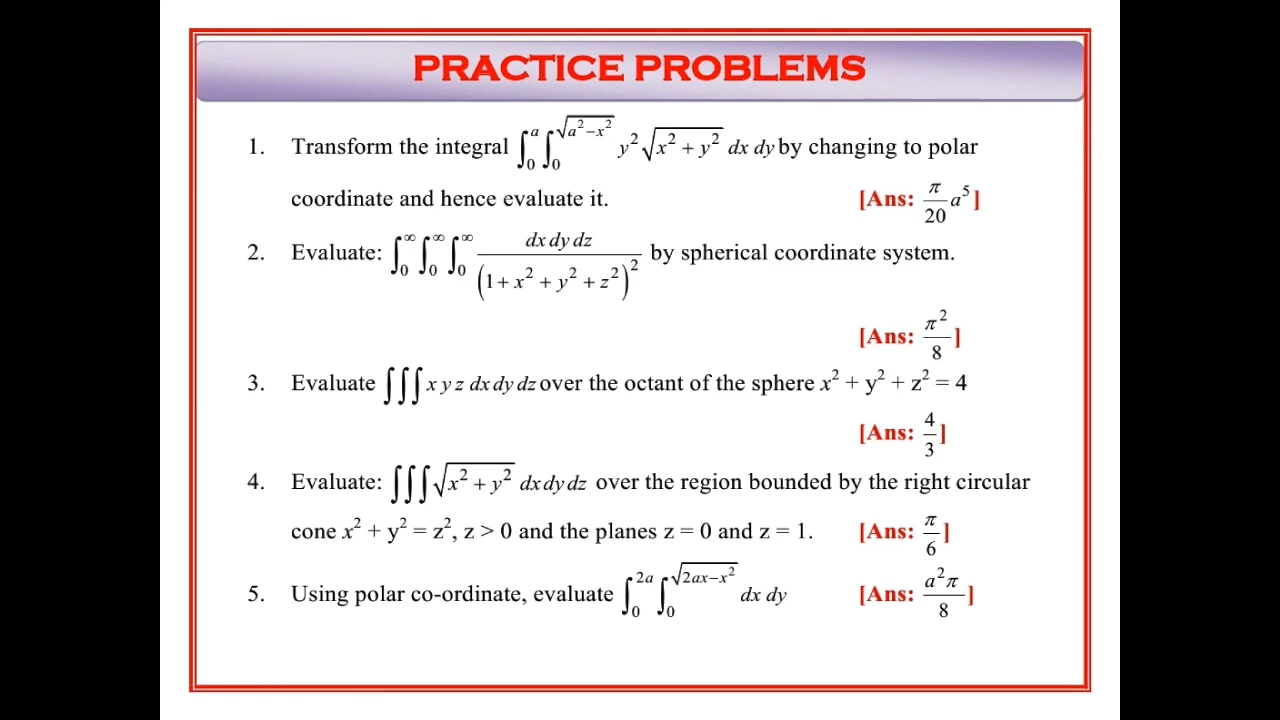 PRACTICE PROBLEMS
1. Transform the integral ∫₀ᵃ ∫₀^√(a²−x²) y² √(x² + y²) dx dy by changing to polar
coordinate and hence evaluate it. [Ans: π/20 a⁵]
2. Evaluate: ∫₀^∞ ∫₀^∞ ∫₀^∞ dx dy dz / (1 + x² + y² + z²)² by spherical coordinate system.
[Ans: π²/8]
3. Evaluate ∫∫∫ x y z dx dy dz over the octant of the sphere x² + y² + z² = 4
[Ans: 4/3]
4. Evaluate: ∫∫∫ √(x² + y²) dx dy dz over the region bounded by the right circular
cone x² + y² = z², z > 0 and the planes z = 0 and z = 1. [Ans: π/6]
5. Using polar co-ordinate, evaluate ∫₀^2a ∫₀^√(2ax−x²) dx dy [Ans: a²π/8]